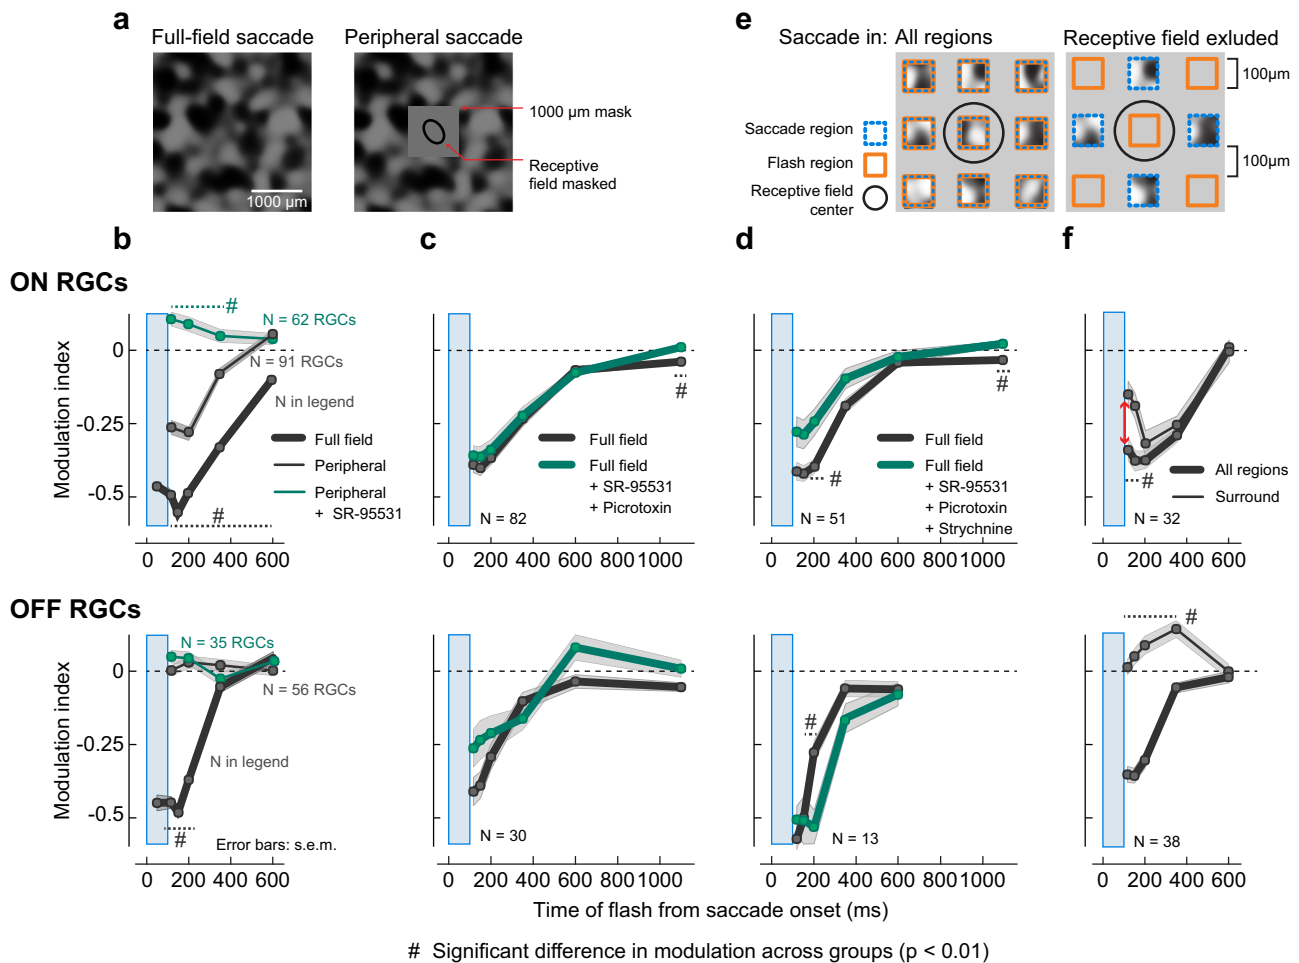 a
Full-field saccade
Peripheral saccade
1000 µm mask
Receptive
field masked
1000 µm
e
Saccade in: All regions
Receptive field exluded
100µm
100µm
Saccade region
Flash region
Receptive field
center
b
c
d
f
ON RGCs
Modulation index
0
-0.25
-0.5
#
N = 62 RGCs
N = 91 RGCs
N in legend
Full field
Peripheral
Peripheral
+ SR-95531
#
0 200 400 600
#
Full field
Full field
+ SR-95531
+ Picrotoxin
N = 82
0 200 400 600 800 1000
#
Full field
Full field
+ SR-95531
+ Picrotoxin
+ Strychnine
#
N = 51
0 200 400 600 800 1000
All regions
Surround
#
N = 32
0 200 400 600
OFF RGCs
Modulation index
0
-0.25
-0.5
N = 35 RGCs
N = 56 RGCs
N in legend
#
Error bars: s.e.m.
0 200 400 600
N = 30
0 200 400 600 800 1000
#
N = 13
0 200 400 600 800 1000
#
N = 38
0 200 400 600
Time of flash from saccade onset (ms)
# Significant difference in modulation across groups (p < 0.01)